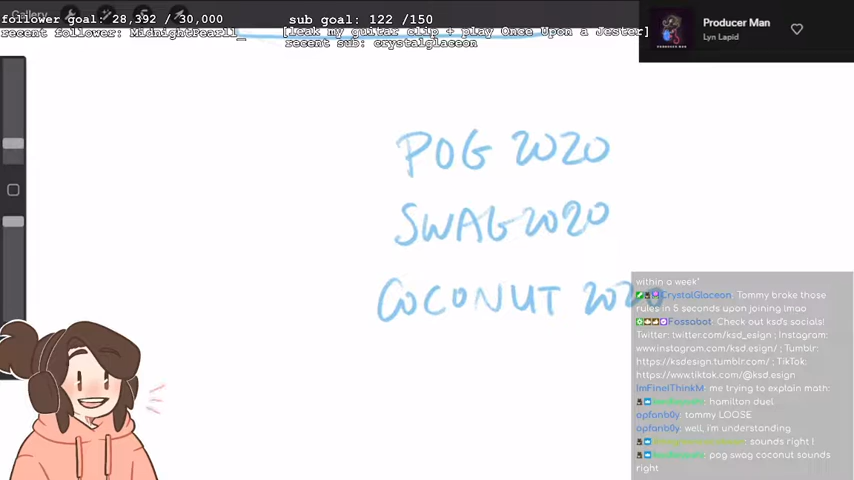 follower goal: 28,392 / 30,000
sub goal: 122 /150
recent follower: MidnightPearll_
[leak my guitar clip + play Once Upon a Jester]
recent sub: crystalglaceon
Gallery
Producer Man
Lyn Lapid
POG 2020
SWAG 2020
COCONUT 2020
within a week"
CrystalGlaceon: Tommy broke those
rules in 5 seconds upon joining lmao
Fossabot: Check out ksd's socials!
Twitter: twitter.com/ksd_esign ; Instagram:
www.instagram.com/ksd.esign/ ; Tumblr:
https://ksdesign.tumblr.com/ ; TikTok:
https://www.tiktok.com/@ksd.esign
ImFineIThinkM: me trying to explain math:
hamilton duel
opfanb0y: tommy LOOSE
opfanb0y: well, i'm understanding
sounds right !
pog swag coconut sounds
right